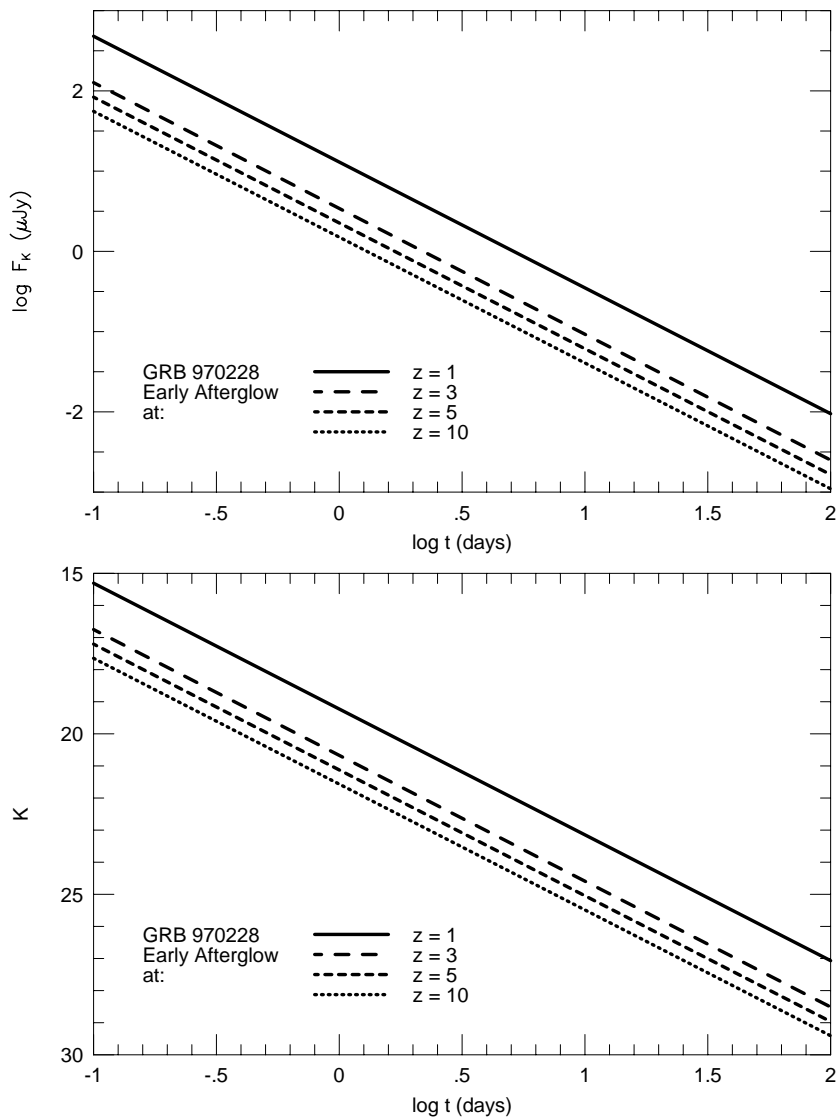 2
0
-2
log F_K (μJy)
GRB 970228 z = 1
Early Afterglow z = 3
at: z = 5
z = 10
-1 -.5 0 .5 1 1.5 2
log t (days)
15
20
25
30
K
GRB 970228 z = 1
Early Afterglow z = 3
at: z = 5
z = 10
-1 -.5 0 .5 1 1.5 2
log t (days)